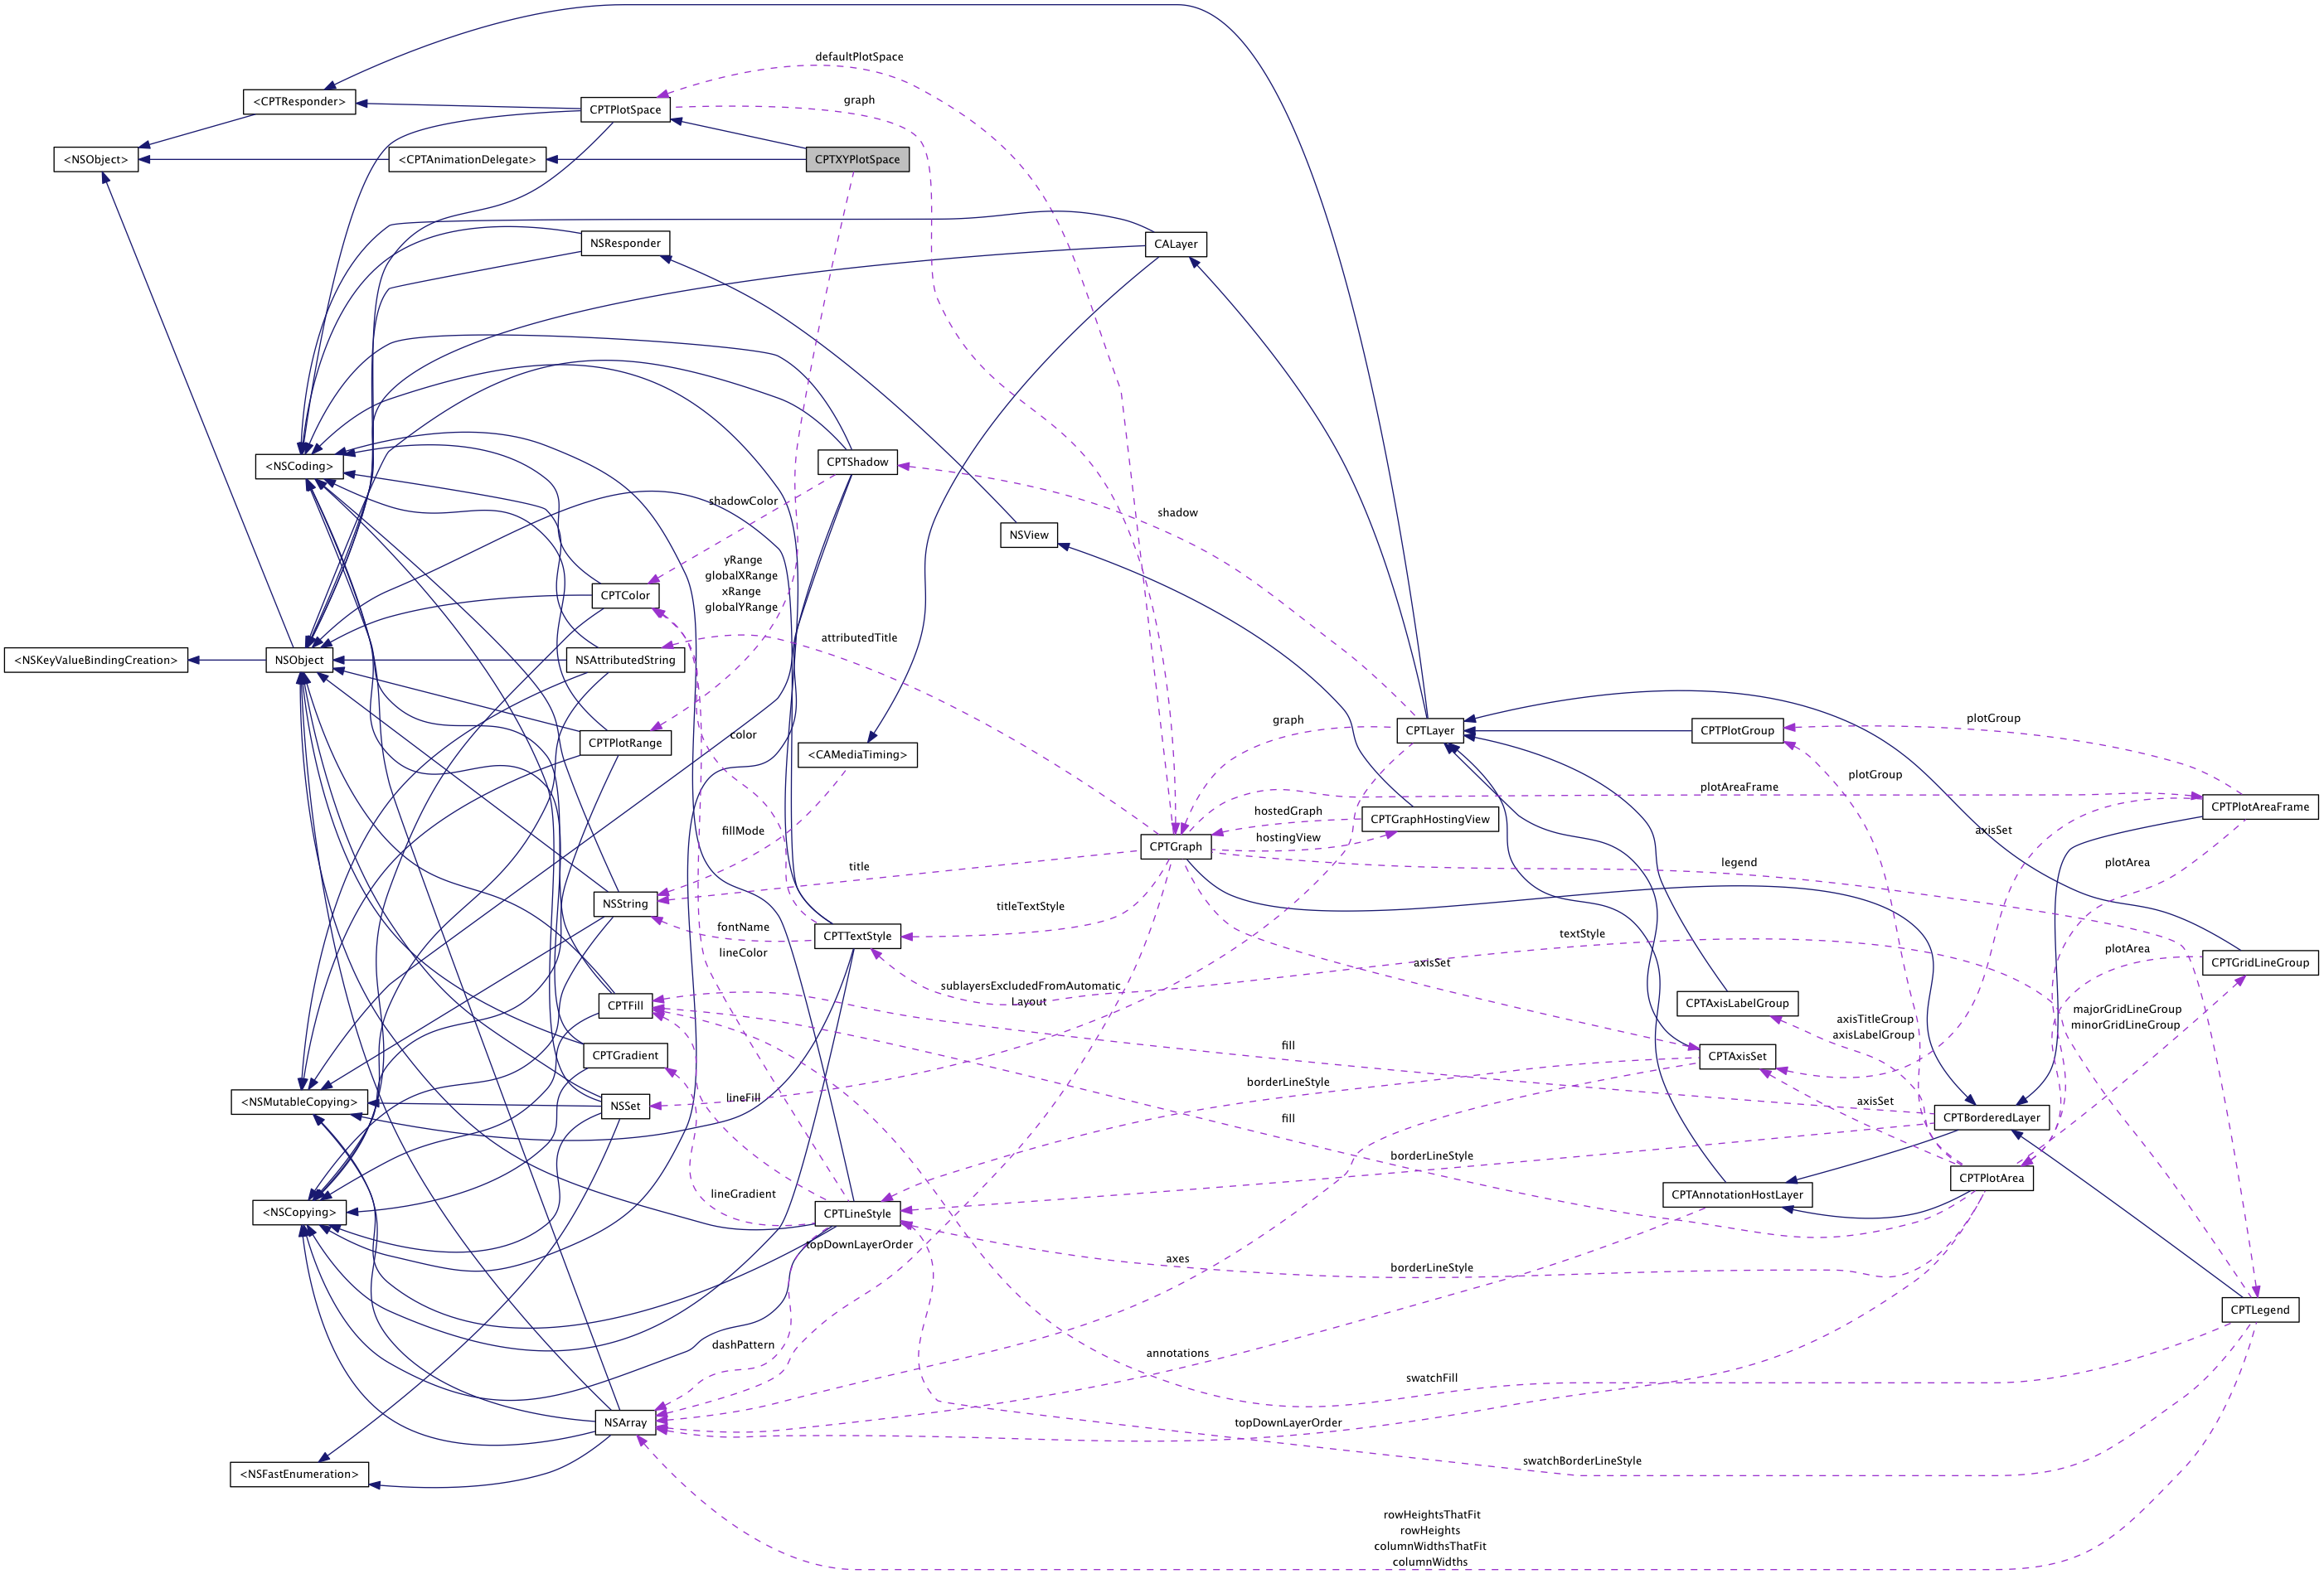 defaultPlotSpace
<CPTResponder>
graph
CPTPlotSpace
<NSObject>
<CPTAnimationDelegate>
CPTXYPlotSpace
NSResponder
CALayer
<NSCoding>
CPTShadow
shadowColor
shadow
NSView
yRange
globalXRange
xRange
globalYRange
CPTColor
attributedTitle
<NSKeyValueBindingCreation>
NSObject
NSAttributedString
plotGroup
graph
CPTLayer
CPTPlotGroup
color
CPTPlotRange
<CAMediaTiming>
plotGroup
plotAreaFrame
CPTPlotAreaFrame
hostedGraph
CPTGraphHostingView
fillMode
hostingView
axisSet
CPTGraph
title
legend
plotArea
NSString
titleTextStyle
fontName
CPTTextStyle
textStyle
lineColor
plotArea
axisSet
CPTGridLineGroup
sublayersExcludedFromAutomatic
Layout
CPTFill
CPTAxisLabelGroup
majorGridLineGroup
minorGridLineGroup
axisTitleGroup
axisLabelGroup
fill
CPTGradient
CPTAxisSet
borderLineStyle
<NSMutableCopying>
NSSet
lineFill
axisSet
fill
CPTBorderedLayer
borderLineStyle
CPTPlotArea
lineGradient
CPTAnnotationHostLayer
<NSCopying>
CPTLineStyle
topDownLayerOrder
axes
borderLineStyle
CPTLegend
dashPattern
annotations
swatchFill
NSArray
topDownLayerOrder
swatchBorderLineStyle
<NSFastEnumeration>
rowHeightsThatFit
rowHeights
columnWidthsThatFit
columnWidths